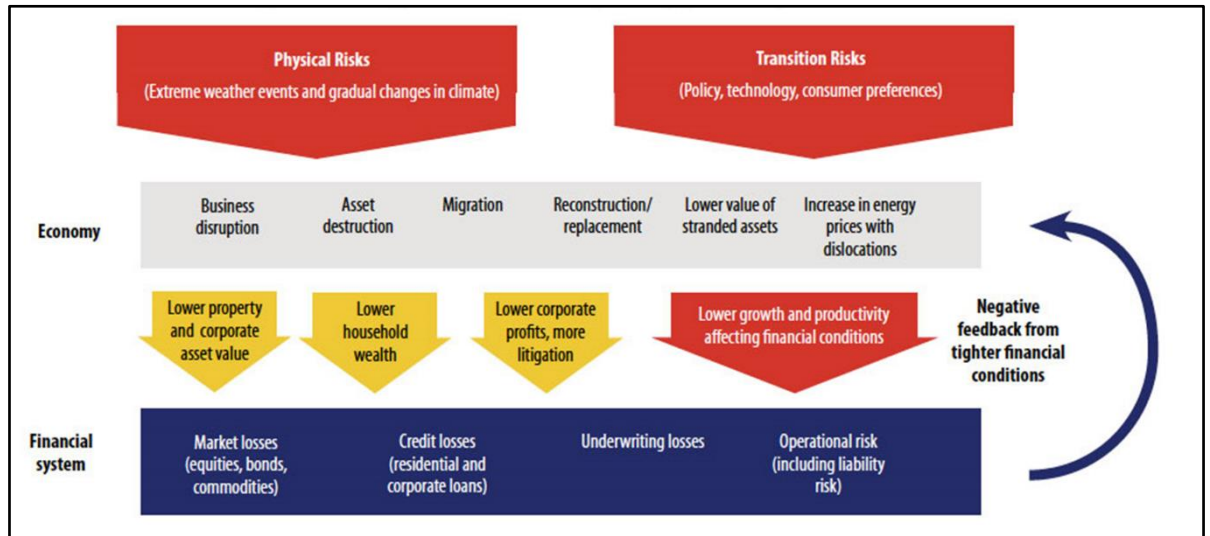 Physical Risks
(Extreme weather events and gradual changes in climate)
Transition Risks
(Policy, technology, consumer preferences)
Economy
Business
disruption
Asset
destruction
Migration
Reconstruction/
replacement
Lower value of
stranded assets
Increase in energy
prices with
dislocations
Lower property
and corporate
asset value
Lower
household
wealth
Lower corporate
profits, more
litigation
Lower growth and productivity
affecting financial conditions
Negative
feedback from
tighter financial
conditions
Financial
system
Market losses
(equities, bonds,
commodities)
Credit losses
(residential and
corporate loans)
Underwriting losses
Operational risk
(including liability
risk)